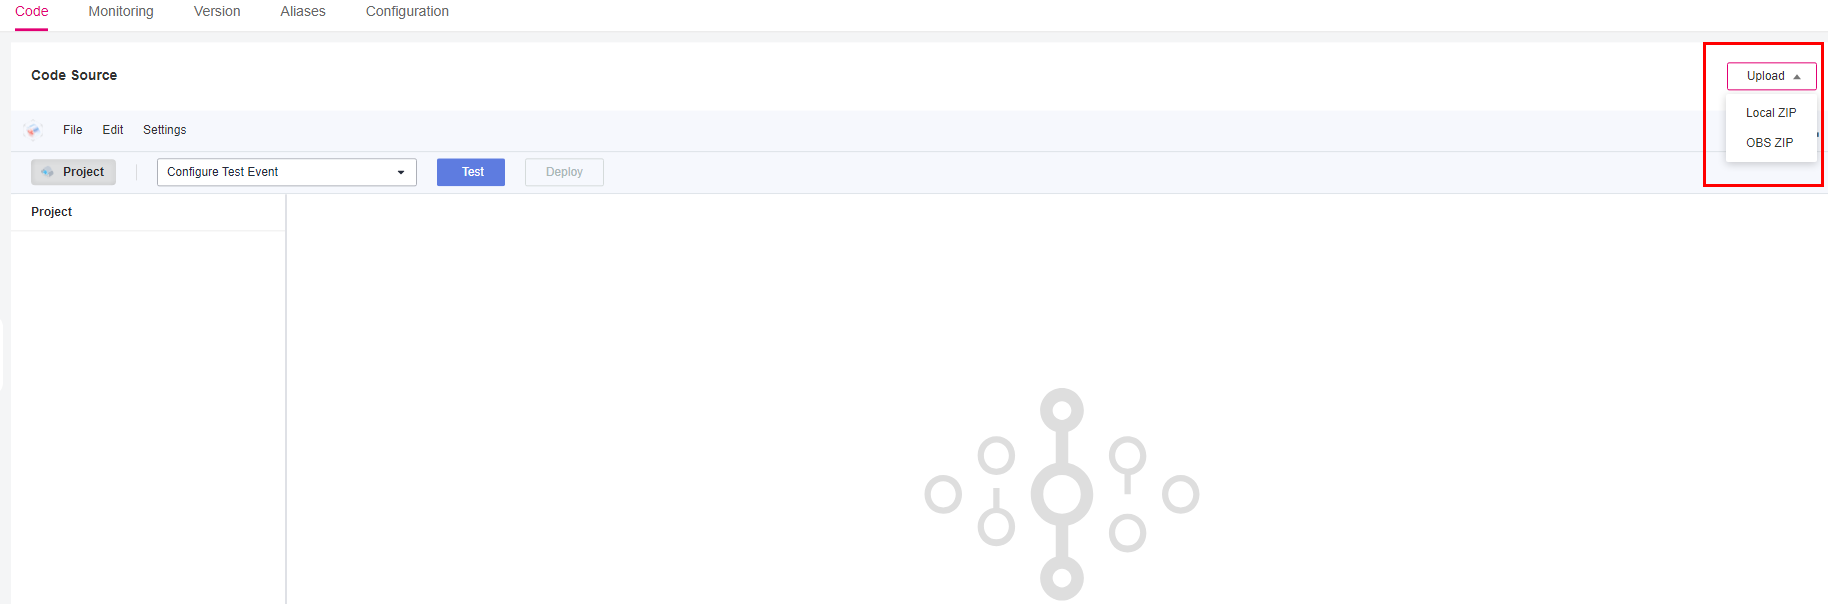 Code Monitoring Version Aliases Configuration
Code Source
Upload
Local ZIP
OBS ZIP
File Edit Settings
Project Configure Test Event Test Deploy
Project